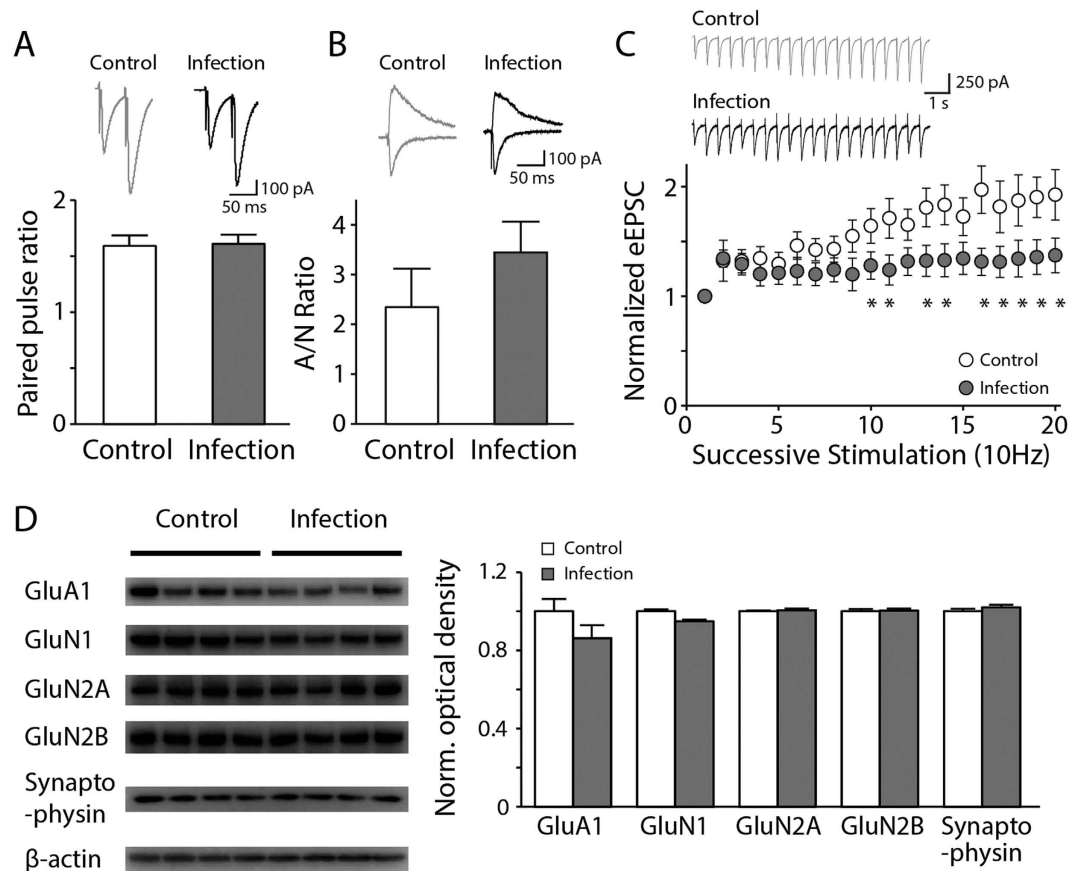 A
Control
Infection
100 pA
50 ms
Paired pulse ratio
2
1
0
Control
Infection
B
Control
Infection
100 pA
50 ms
A/N Ratio
4
3
2
1
0
Control
Infection
C
Control
250 pA
1 s
Infection
Normalized eEPSC
2
1
0
* * * * * * * * *
Control
Infection
0 5 10 15 20
Successive Stimulation (10Hz)
D
Control Infection
GluA1
GluN1
GluN2A
GluN2B
Synapto
-physin
β-actin
Control
Infection
Norm. optical density
1.2
0.8
0.4
0
GluA1 GluN1 GluN2A GluN2B Synapto
-physin